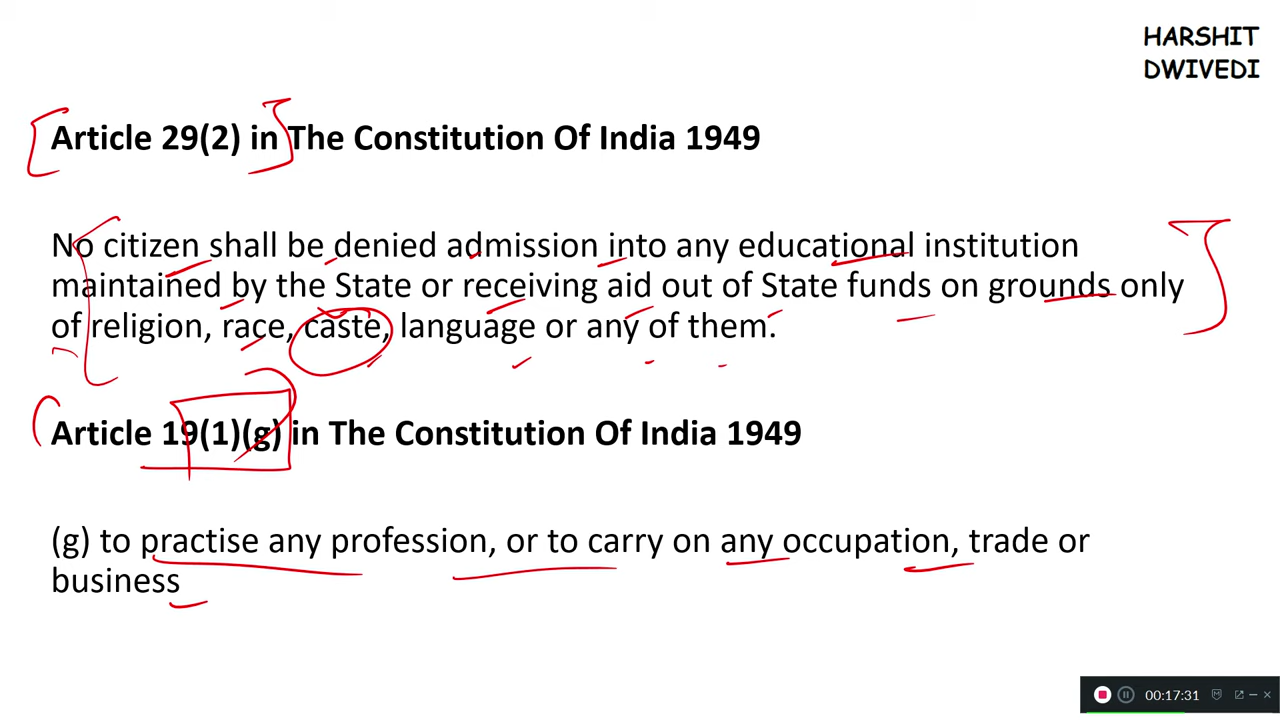 HARSHIT
DWIVEDI
Article 29(2) in The Constitution Of India 1949
No citizen shall be denied admission into any educational institution
maintained by the State or receiving aid out of State funds on grounds only
of religion, race, caste, language or any of them.
Article 19(1)(g) in The Constitution Of India 1949
(g) to practise any profession, or to carry on any occupation, trade or
business
00:17:31